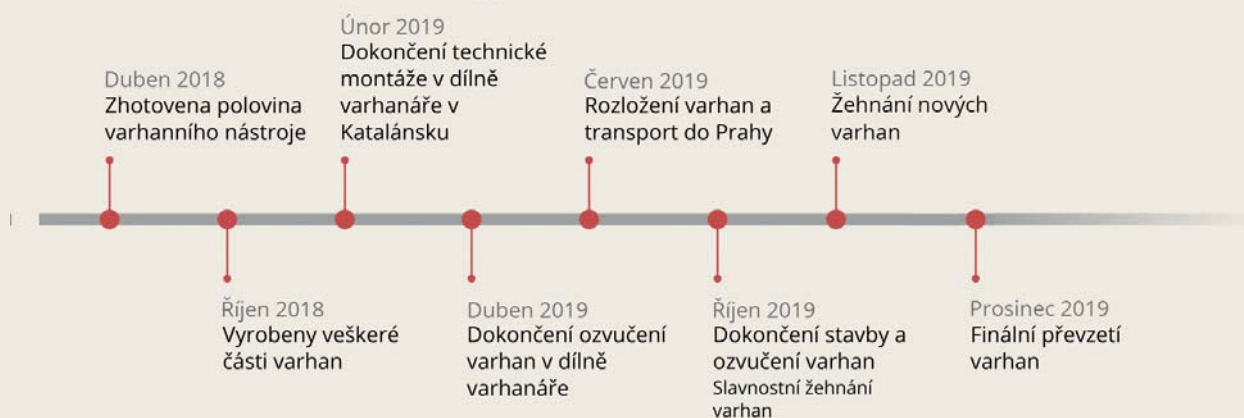 Únor 2019
Dokončení technické
montáže v dílně
varhanáře v
Katalánsku
Duben 2018
Zhotovena polovina
varhanního nástroje
Červen 2019
Rozložení varhan a
transport do Prahy
Listopad 2019
Žehnání nových
varhan
Říjen 2018
Vyrobeny veškeré
části varhan
Duben 2019
Dokončení ozvučení
varhan v dílně
varhanáře
Říjen 2019
Dokončení stavby a
ozvučení varhan
Slavnostní žehnání
varhan
Prosinec 2019
Finální převzetí
varhan